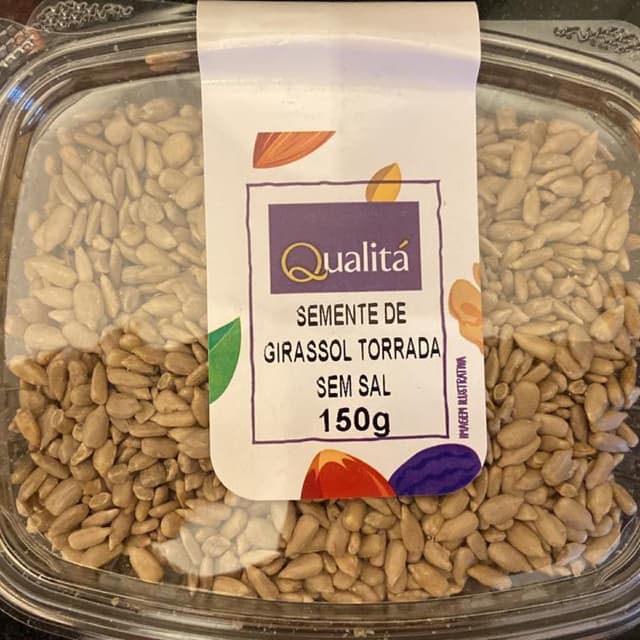 Qualitá
SEMENTE DE
GIRASSOL TORRADA
SEM SAL
150g
IMAGEM ILUSTRATIVA